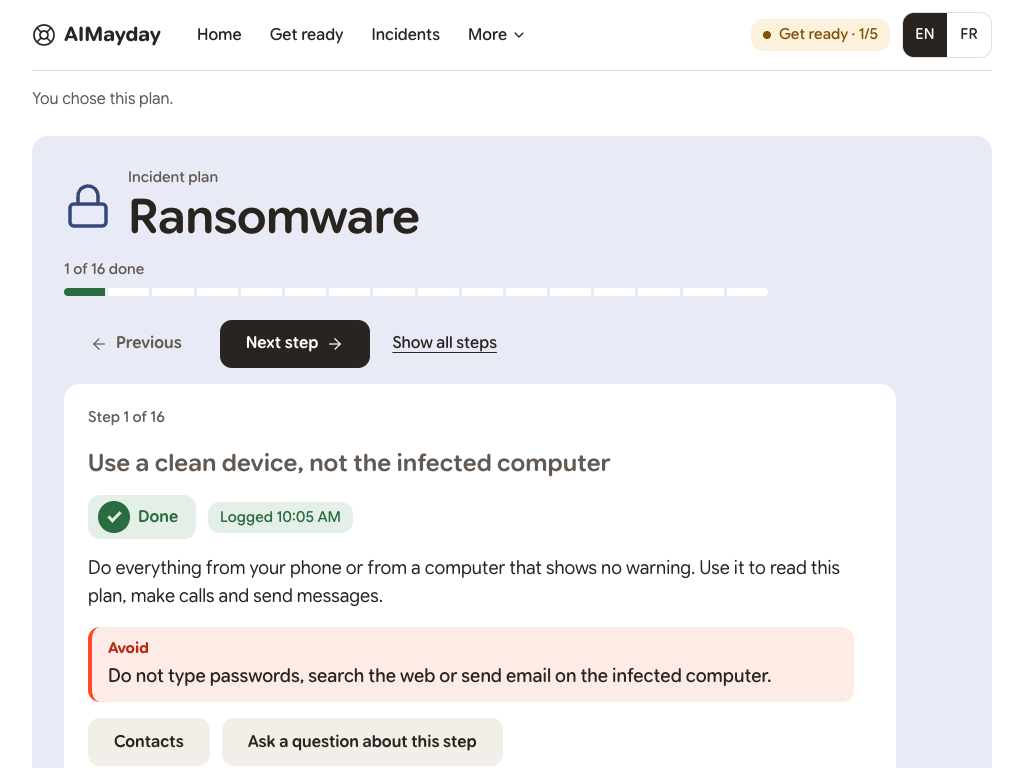 AIMayday
Home
Get ready
Incidents
More
Get ready · 1/5
EN
FR
You chose this plan.
Incident plan
Ransomware
1 of 16 done
Previous
Next step
Show all steps
Step 1 of 16
Use a clean device, not the infected computer
Done
Logged 10:05 AM
Do everything from your phone or from a computer that shows no warning. Use it to read this
plan, make calls and send messages.
Avoid
Do not type passwords, search the web or send email on the infected computer.
Contacts
Ask a question about this step